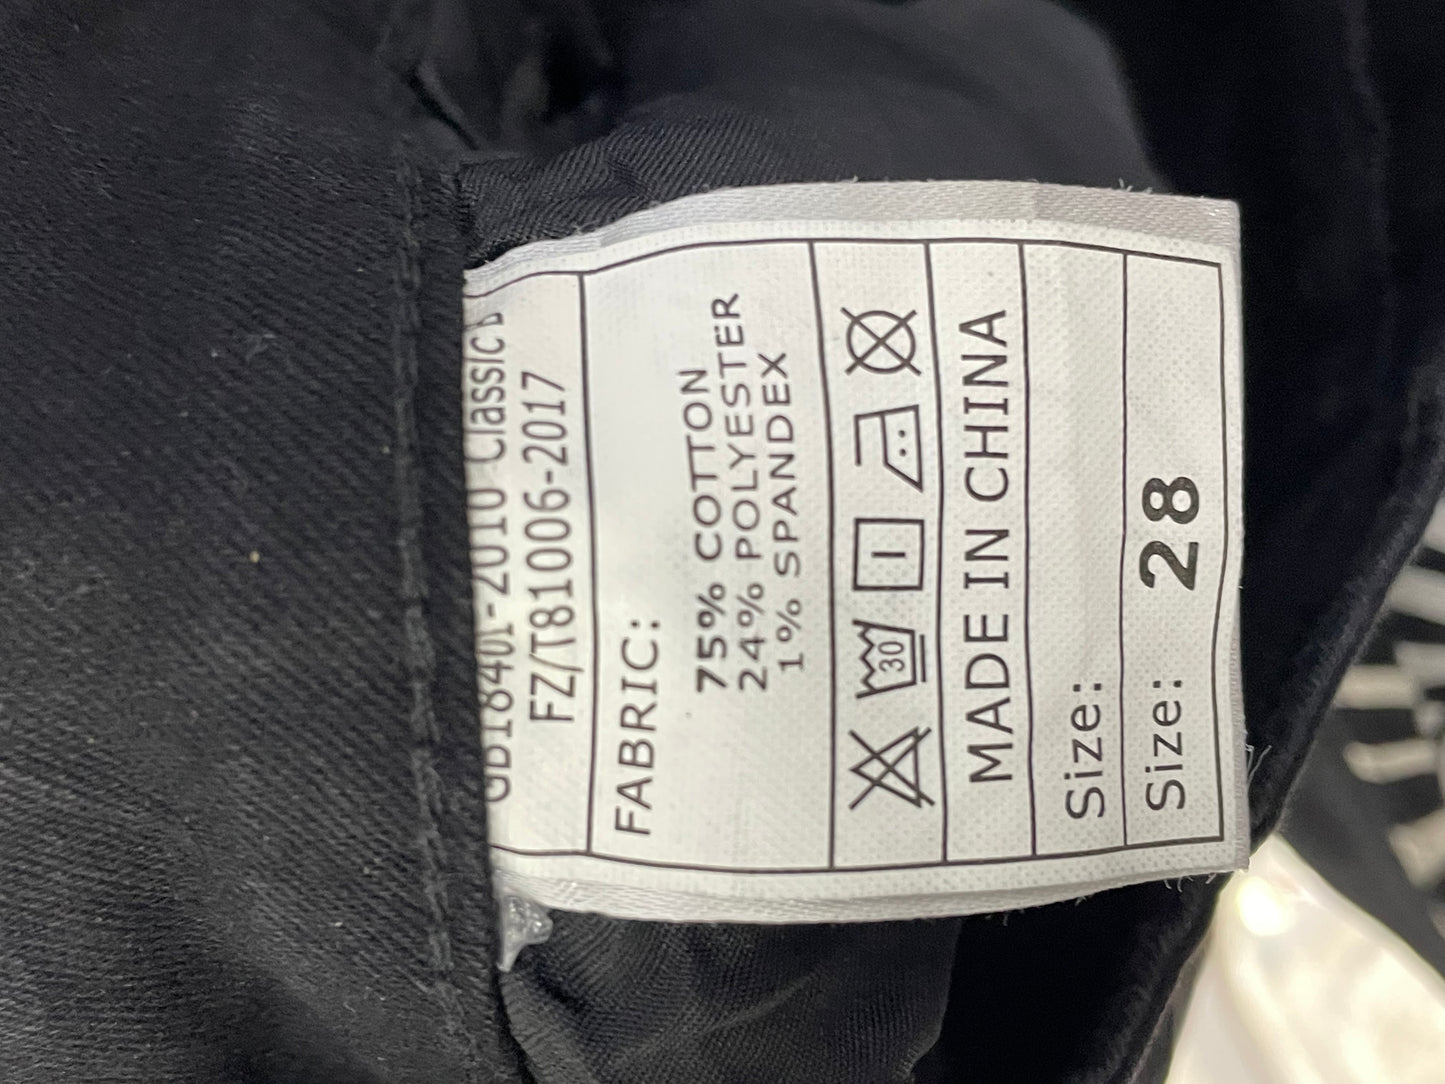 GB18401-2010 Classic
FZ/T81006-2017
FABRIC:
75% COTTON
24% POLYESTER
1% SPANDEX
30
MADE IN CHINA
Size:
Size: 28